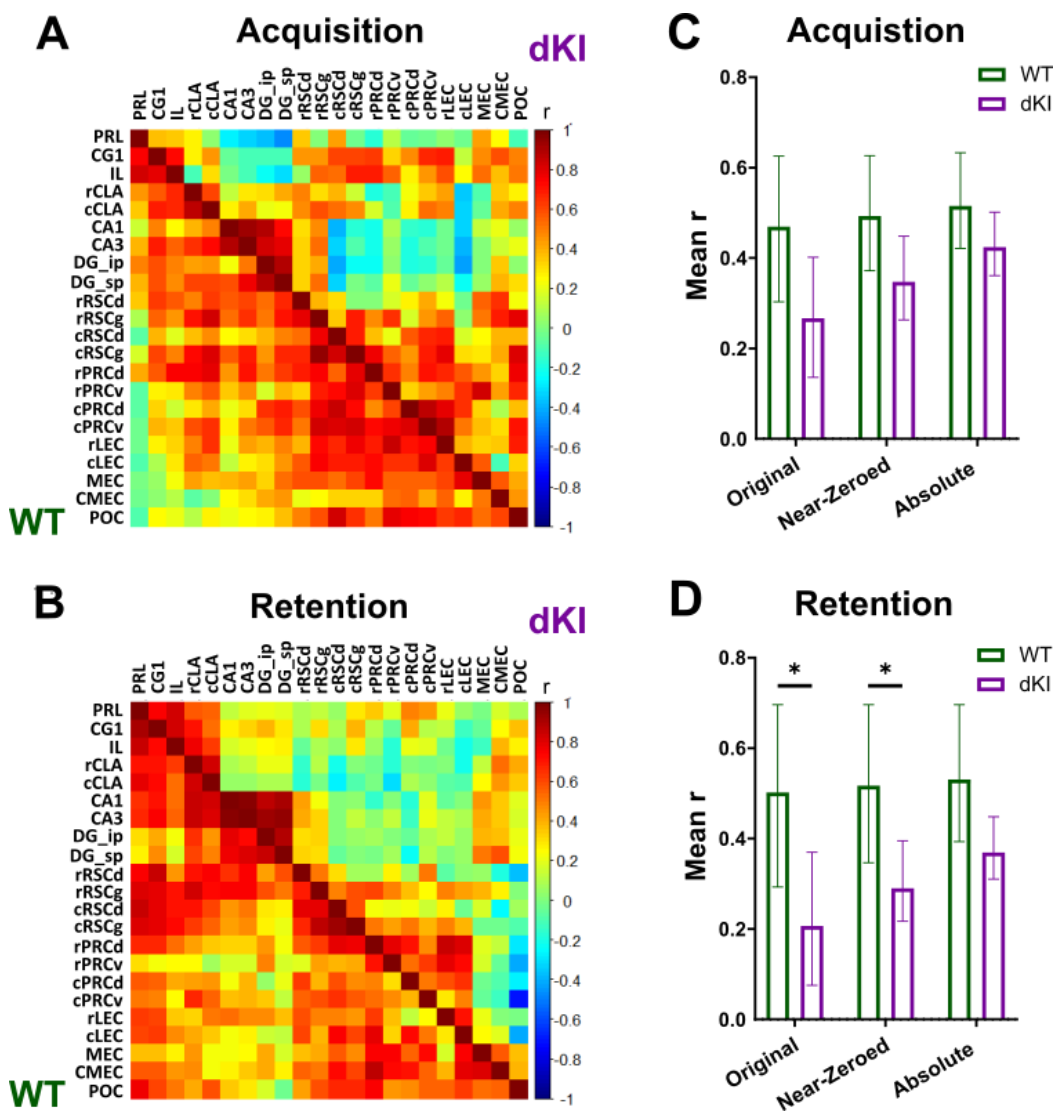 A
Acquisition
dKI
PRL CG1 IL rCLA cCLA CA1 CA3 DG_ip DG_sp rRSCd rRSCg cRSCd cRSCg rPRCd rPRCv cPRCd cPRCv rLEC cLEC MEC CMEC POC
r
PRL
CG1
IL
rCLA
cCLA
CA1
CA3
DG_ip
DG_sp
rRSCd
rRSCg
cRSCd
cRSCg
rPRCd
rPRCv
cPRCd
cPRCv
rLEC
cLEC
MEC
CMEC
POC
1
0.8
0.6
0.4
0.2
0
-0.2
-0.4
-0.6
-0.8
-1
WT
C
Acquistion
WT
dKI
Mean r
0.8
0.6
0.4
0.2
0.0
Original
Near-Zeroed
Absolute
B
Retention
dKI
PRL CG1 IL rCLA cCLA CA1 CA3 DG_ip DG_sp rRSCd rRSCg cRSCd cRSCg rPRCd rPRCv cPRCd cPRCv rLEC cLEC MEC CMEC POC
r
PRL
CG1
IL
rCLA
cCLA
CA1
CA3
DG_ip
DG_sp
rRSCd
rRSCg
cRSCd
cRSCg
rPRCd
rPRCv
cPRCd
cPRCv
rLEC
cLEC
MEC
CMEC
POC
1
0.8
0.6
0.4
0.2
0
-0.2
-0.4
-0.6
-0.8
-1
WT
D
Retention
WT
dKI
* *
Mean r
0.8
0.6
0.4
0.2
0.0
Original
Near-Zeroed
Absolute